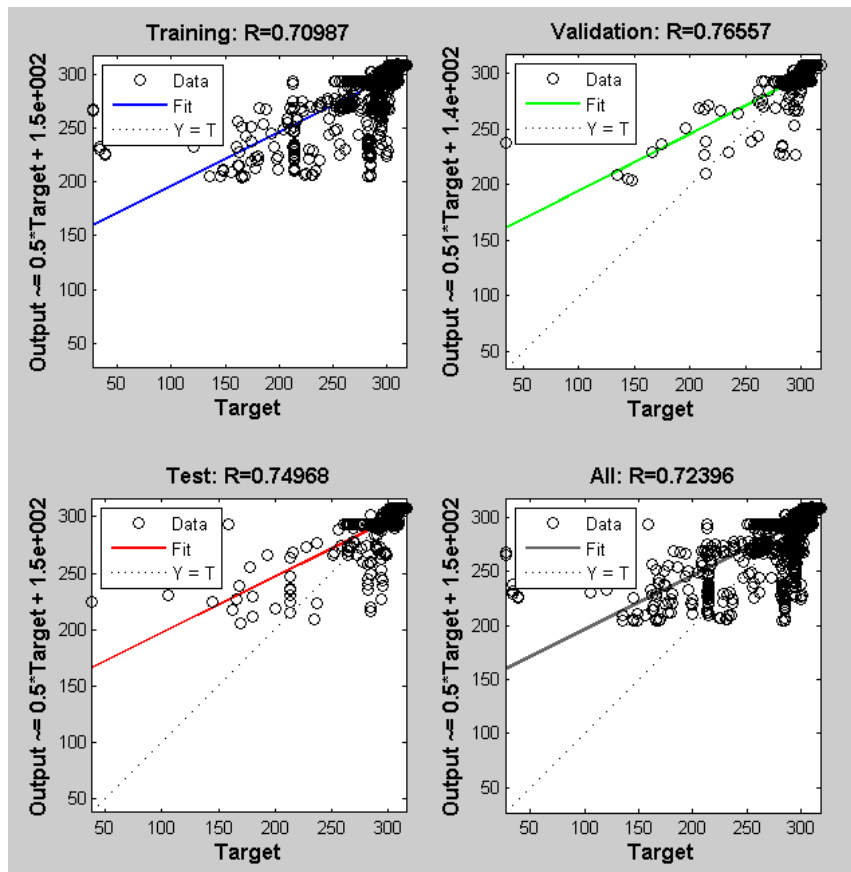 Training: R=0.70987
Output ~= 0.5*Target + 1.5e+002
300
250
200
150
100
50
Data
Fit
Y = T
50 100 150 200 250 300
Target
Validation: R=0.76557
Output ~= 0.51*Target + 1.4e+002
300
250
200
150
100
50
Data
Fit
Y = T
50 100 150 200 250 300
Target
Test: R=0.74968
Output ~= 0.5*Target + 1.5e+002
300
250
200
150
100
50
Data
Fit
Y = T
50 100 150 200 250 300
Target
All: R=0.72396
Output ~= 0.5*Target + 1.5e+002
300
250
200
150
100
50
Data
Fit
Y = T
50 100 150 200 250 300
Target